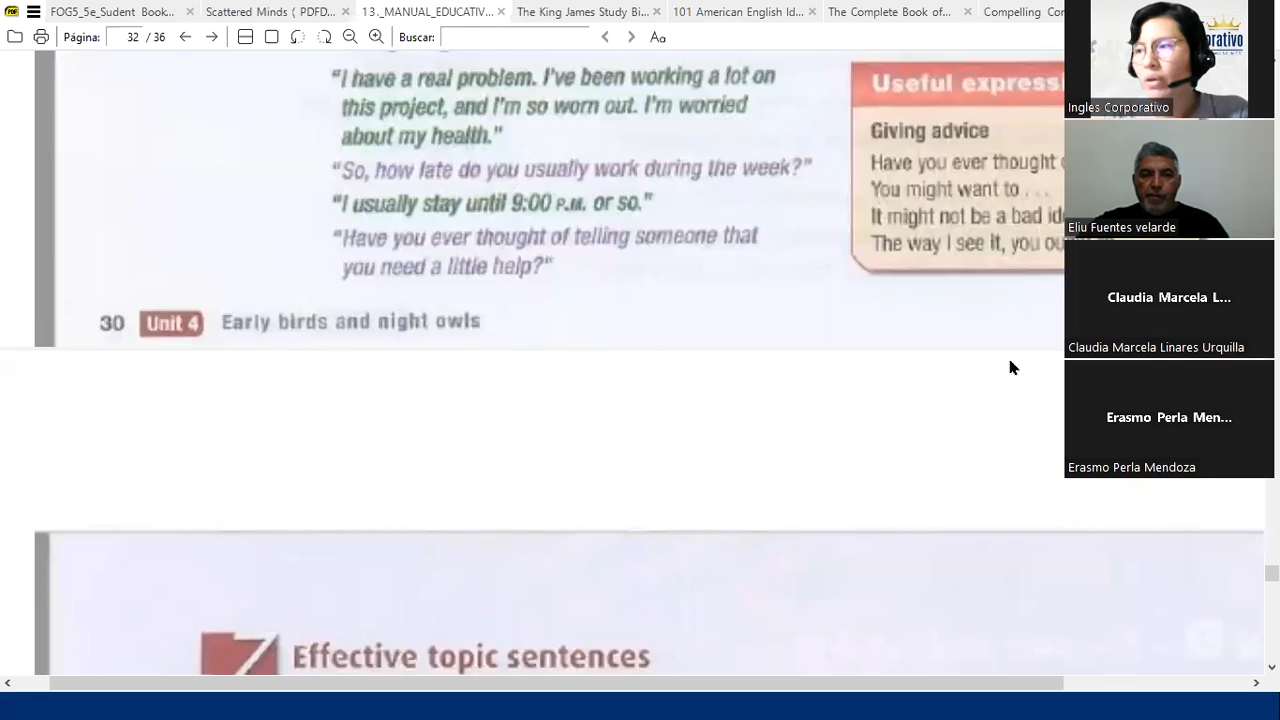 FOG5_5e_Sudent Book...
Scattered Minds ( PDFD...
13._MANUAL_EDUCATIV...
The King James Study Bi...
101 American English Id...
The Complete Book of...
Compelling Con
Página: 32 / 36
Buscar:
Aa
"I have a real problem. I've been working a lot on
this project, and I'm so worn out. I'm worried
about my health."
"So, how late do you usually work during the week?"
"I usually stay until 9:00 P.M. or so."
"Have you ever thought of telling someone that
you need a little help?"
Useful express
Giving advice
Have you ever thought
You might want to ...
It might not be a bad id
The way I see it, you ou
30 Unit 4 Early birds and night owls
7 Effective topic sentences
orativo
Ingles Corporativo
Eliu Fuentes velarde
Claudia Marcela L...
Claudia Marcela Linares Urquilla
Erasmo Perla Men...
Erasmo Perla Mendoza